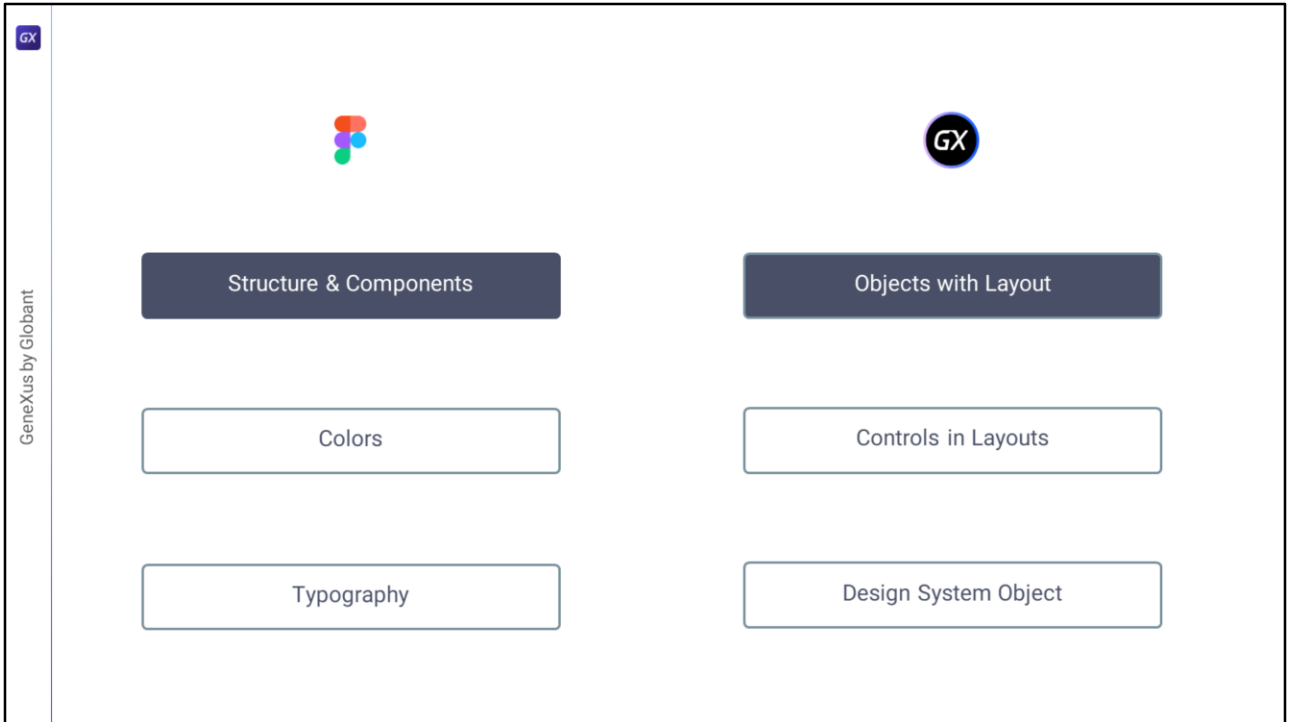 GX
GeneXus by Globant
GX
Structure & Components
Objects with Layout
Colors
Controls in Layouts
Typography
Design System Object